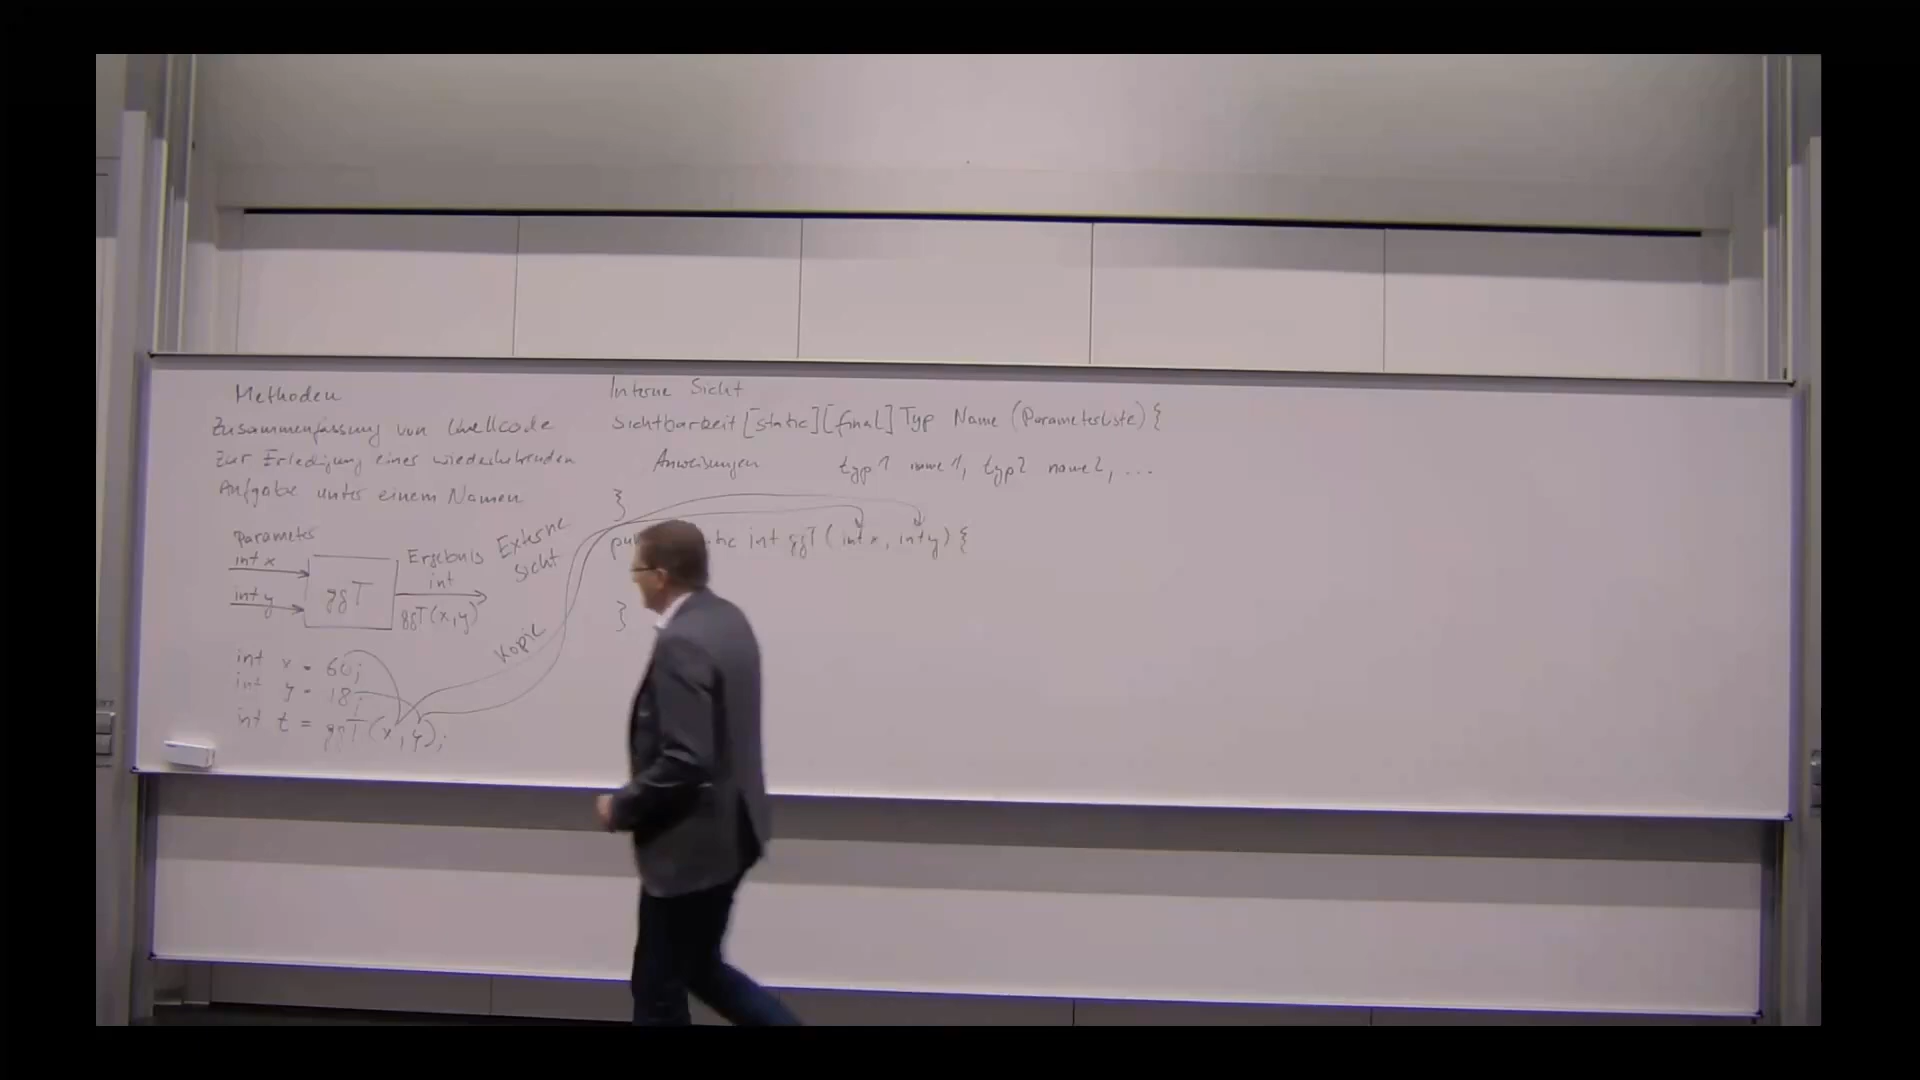 Methoden
Zusammenfassung von Quellcode
zur Erledigung eines wiederkehrenden
Aufgabe unter einem Namen
Parameter
int x
int y
ggT
Ergebnis
int
ggT(x,y)
Externe
Sicht
int x = 60;
int y = 18;
int t = ggT(x,y);
Kopie
Interne Sicht
Sichtbarkeit [static][final] Typ Name (Parameterliste) {
Anweisungen typ1 name1, typ2 name2, ...
}
int ggT (int x, int y) {
}